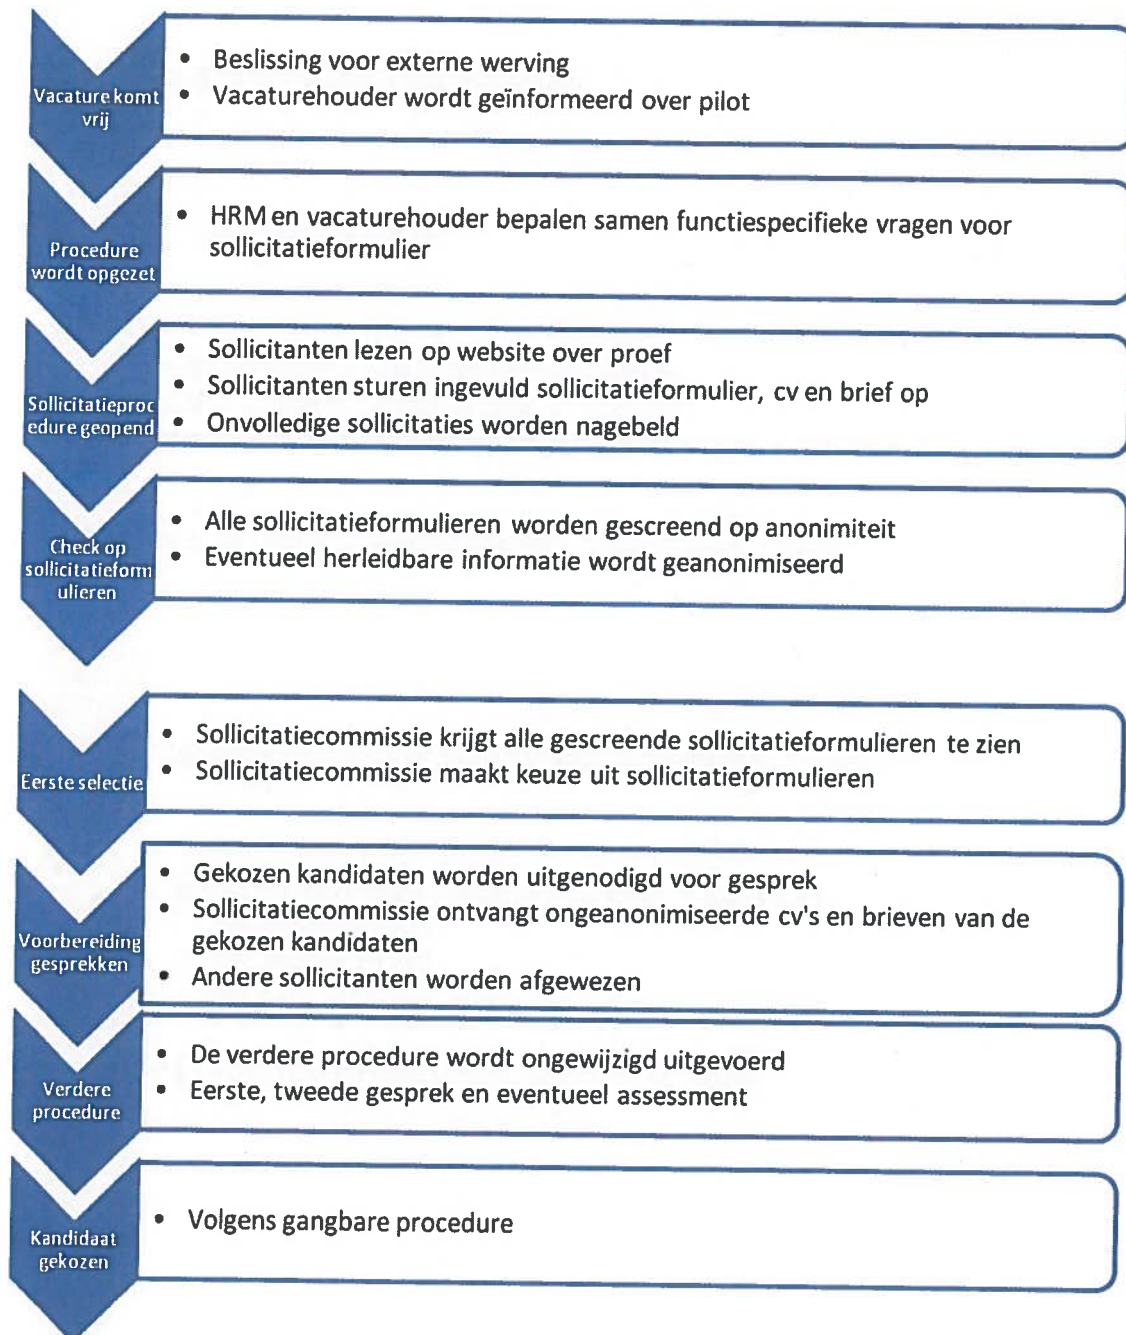 Vacature komt
vrij
• Beslissing voor externe werving
• Vacaturehouder wordt geïnformeerd over pilot
Procedure
wordt opgezet
• HRM en vacaturehouder bepalen samen functiespecifieke vragen voor
sollicitatieformulier
Sollicitatieproc
edure geopend
• Sollicitanten lezen op website over proef
• Sollicitanten sturen ingevuld sollicitatieformulier, cv en brief op
• Onvolledige sollicitaties worden nagebeld
Check op
sollicitatieform
ulieren
• Alle sollicitatieformulieren worden gescreend op anonimiteit
• Eventueel herleidbare informatie wordt geanonimiseerd
Eerste selectie
• Sollicitatiecommissie krijgt alle gescreende sollicitatieformulieren te zien
• Sollicitatiecommissie maakt keuze uit sollicitatieformulieren
Voorbereiding
gesprekken
• Gekozen kandidaten worden uitgenodigd voor gesprek
• Sollicitatiecommissie ontvangt ongeanonimiseerde cv's en brieven van de
gekozen kandidaten
• Andere sollicitanten worden afgewezen
Verdere
procedure
• De verdere procedure wordt ongewijzigd uitgevoerd
• Eerste, tweede gesprek en eventueel assessment
Kandidaat
gekozen
• Volgens gangbare procedure